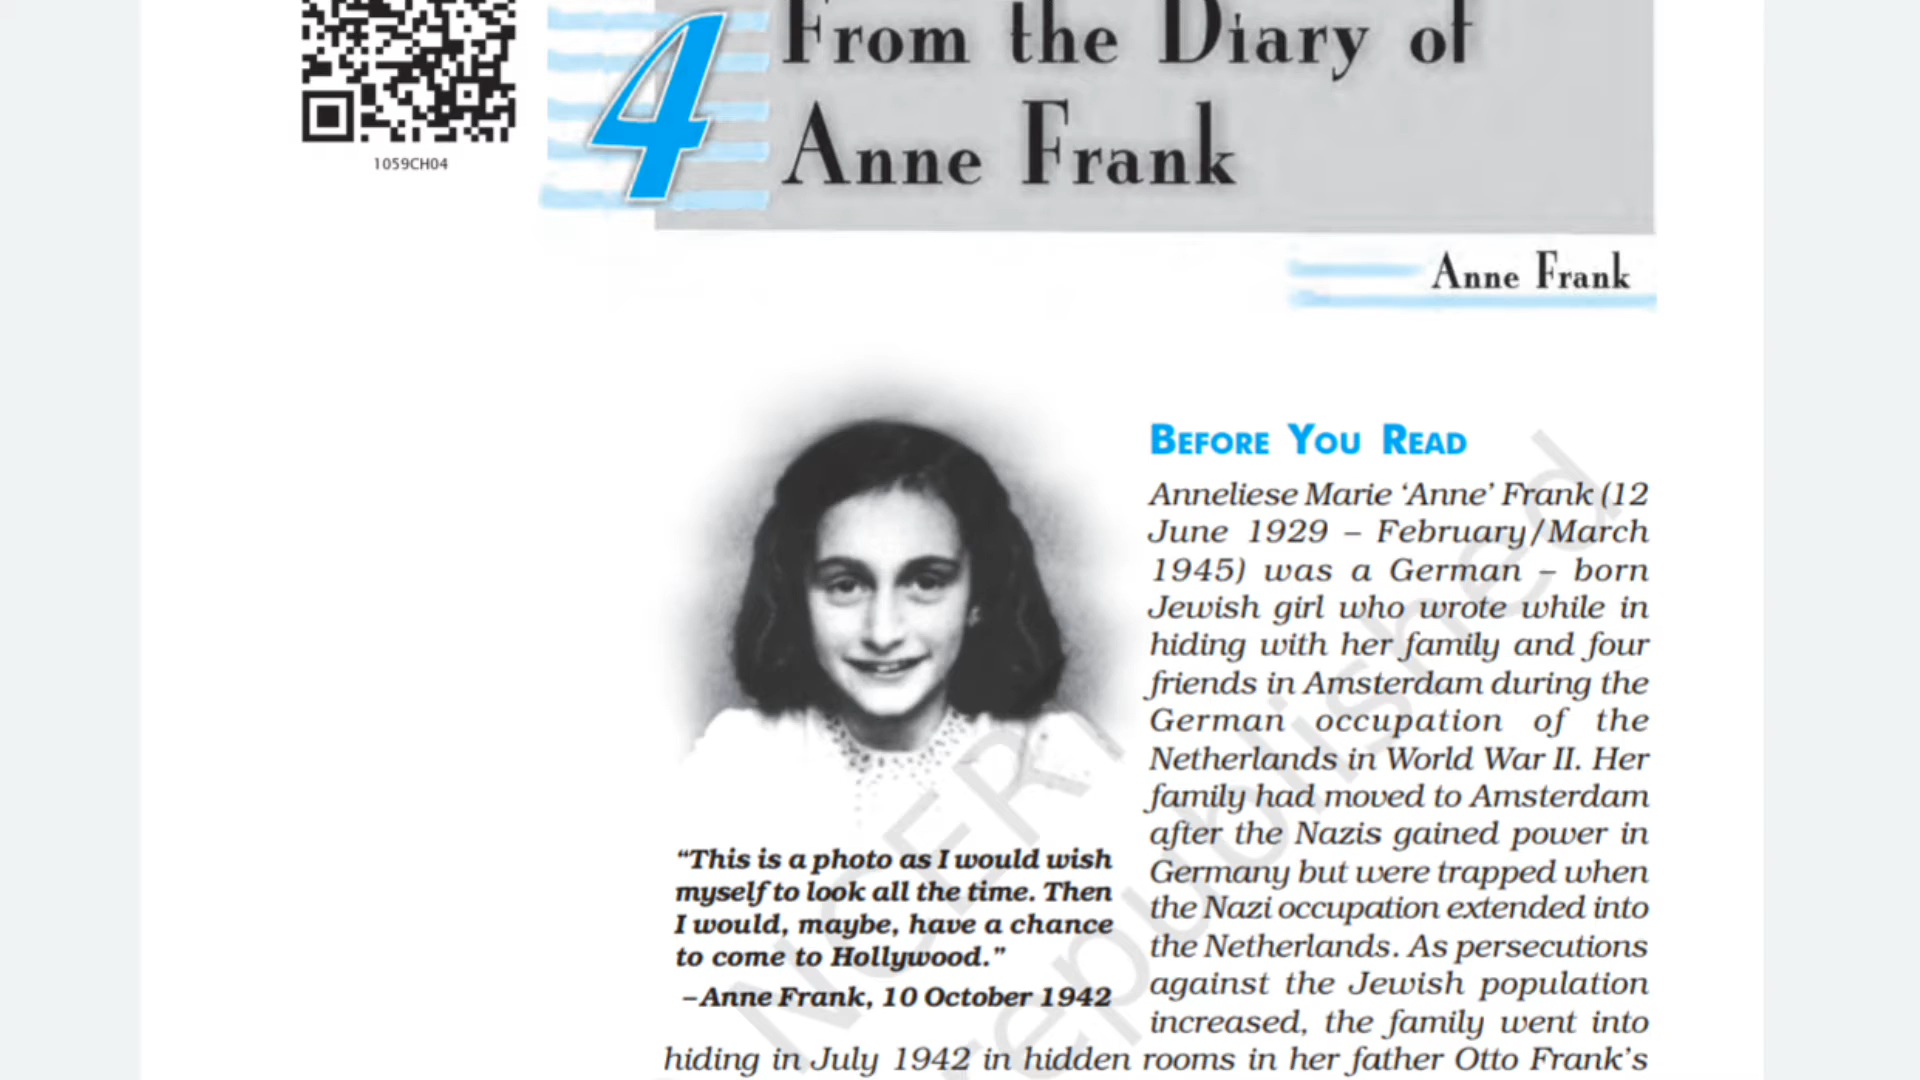 4
From the Diary of
Anne Frank
1059CH04
Anne Frank
BEFORE YOU READ
Anneliese Marie ‘Anne’ Frank (12
June 1929 – February/March
1945) was a German – born
Jewish girl who wrote while in
hiding with her family and four
friends in Amsterdam during the
German occupation of the
Netherlands in World War II. Her
family had moved to Amsterdam
after the Nazis gained power in
Germany but were trapped when
the Nazi occupation extended into
the Netherlands. As persecutions
against the Jewish population
increased, the family went into
hiding in July 1942 in hidden rooms in her father Otto Frank’s
“This is a photo as I would wish
myself to look all the time. Then
I would, maybe, have a chance
to come to Hollywood.”
–Anne Frank, 10 October 1942
NCERT
republished